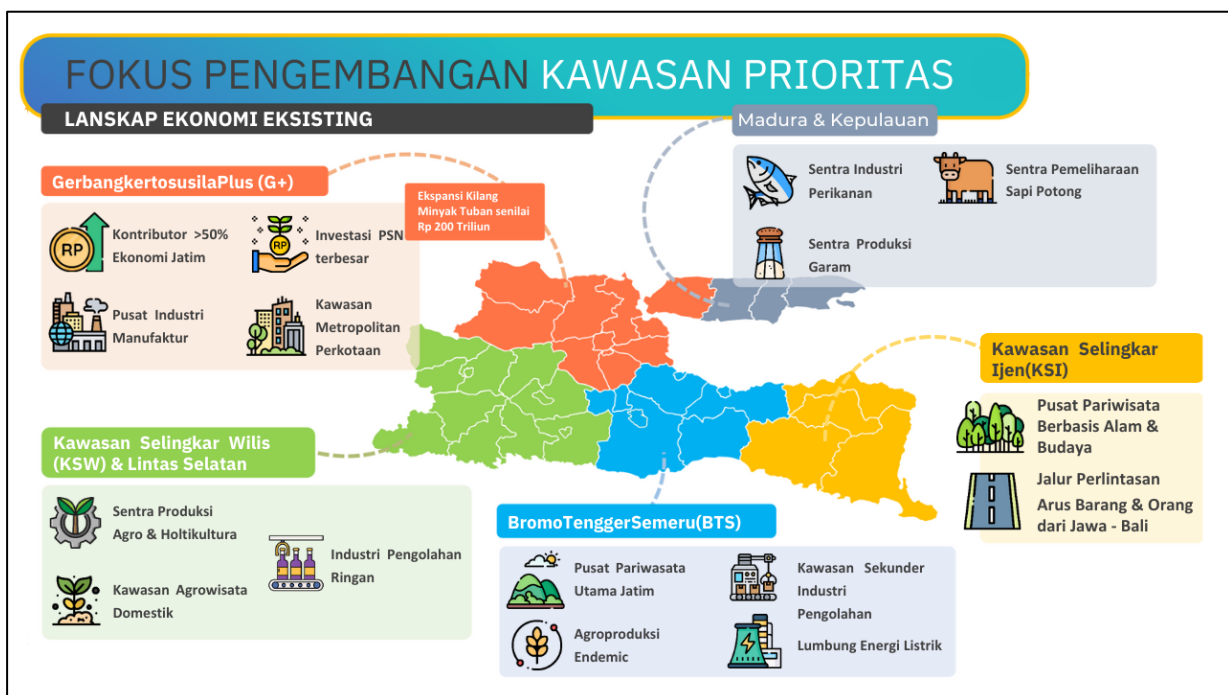 FOKUS PENGEMBANGAN KAWASAN PRIORITAS
LANSKAP EKONOMI EKSISTING
Madura & Kepulauan
Sentra Industri
Perikanan
Sentra Pemeliharaan
Sapi Potong
Sentra Produksi
Garam
GerbangkertosusilaPlus (G+)
Ekspansi Kilang
Minyak Tuban senilai
Rp 200 Triliun
RP
Kontributor >50%
Ekonomi Jatim
RP
Investasi PSN
terbesar
Pusat Industri
Manufaktur
Kawasan
Metropolitan
Perkotaan
Kawasan Selingkar
Ijen(KSI)
Pusat Pariwisata
Berbasis Alam &
Budaya
Jalur Perlintasan
Arus Barang & Orang
dari Jawa - Bali
Kawasan Selingkar Wilis
(KSW) & Lintas Selatan
Sentra Produksi
Agro & Holtikultura
Industri Pengolahan
Ringan
Kawasan Agrowisata
Domestik
BromoTenggerSemeru(BTS)
Pusat Pariwasata
Utama Jatim
Kawasan Sekunder
Industri
Pengolahan
Agroproduksi
Endemic
Lumbung Energi Listrik